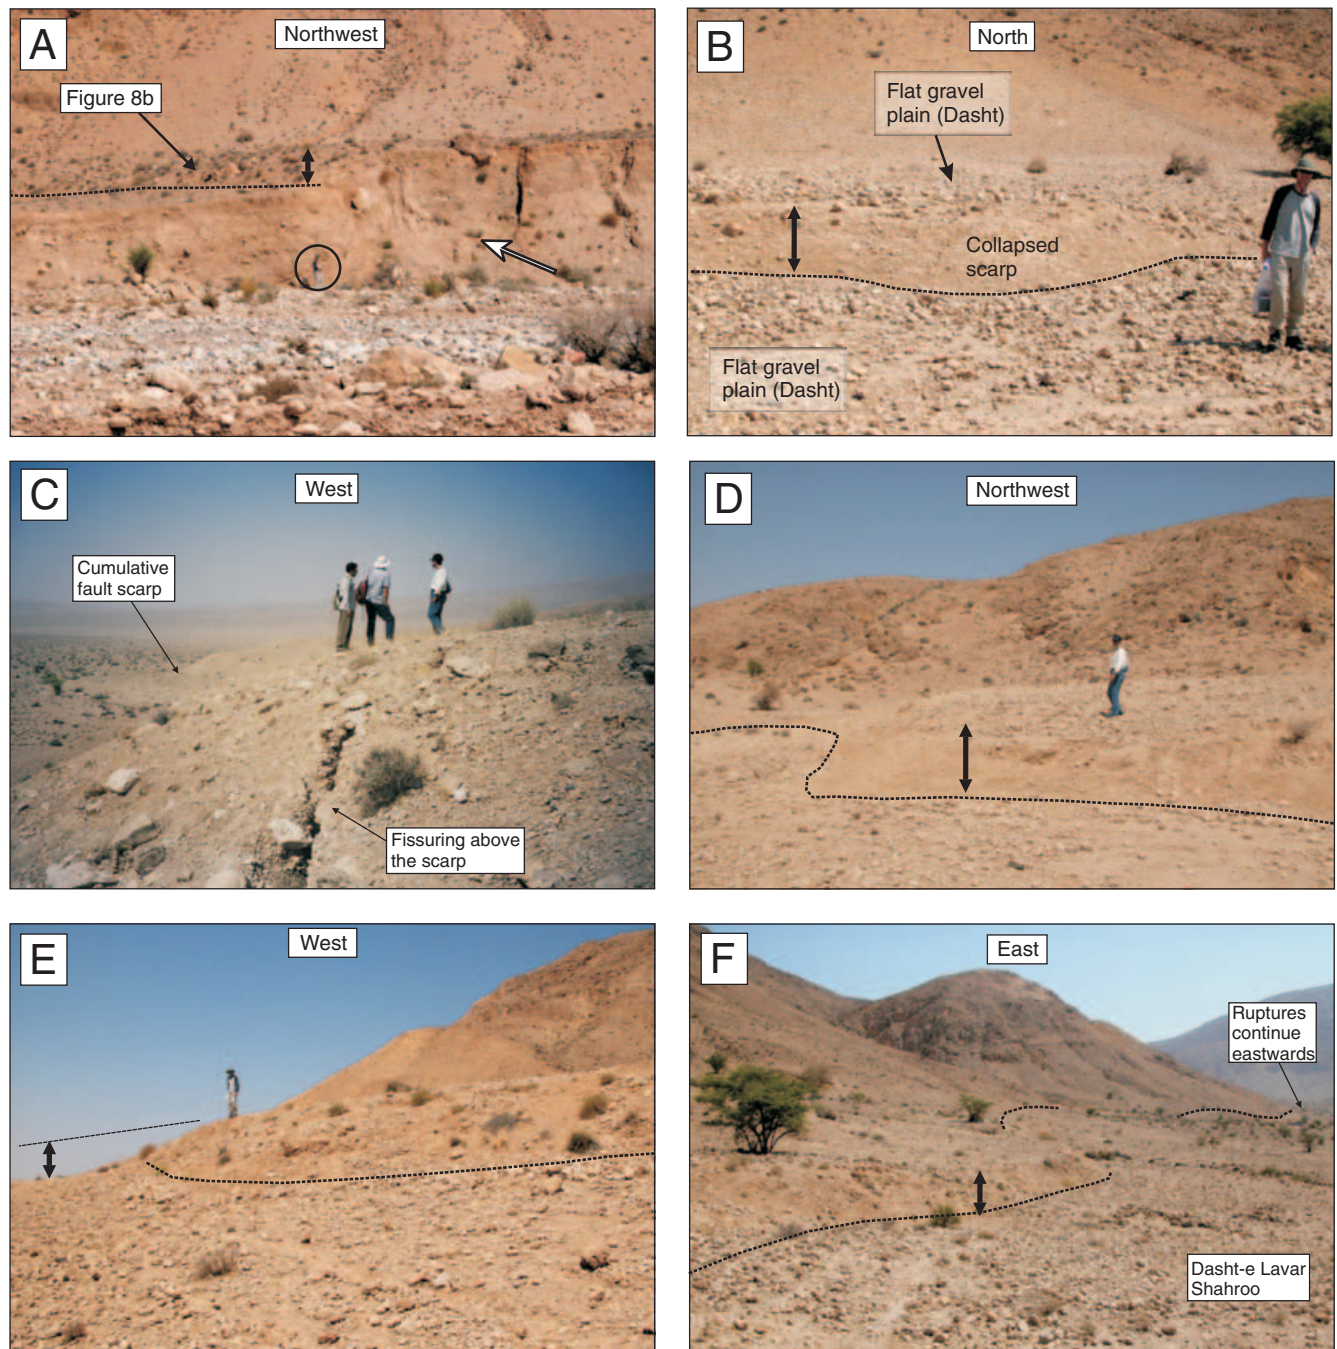 A
Northwest
Figure 8b
B
North
Flat gravel
plain (Dasht)
Collapsed
scarp
Flat gravel
plain (Dasht)
C
West
Cumulative
fault scarp
Fissuring above
the scarp
D
Northwest
E
West
F
East
Ruptures
continue
eastwards
Dasht-e Lavar
Shahroo